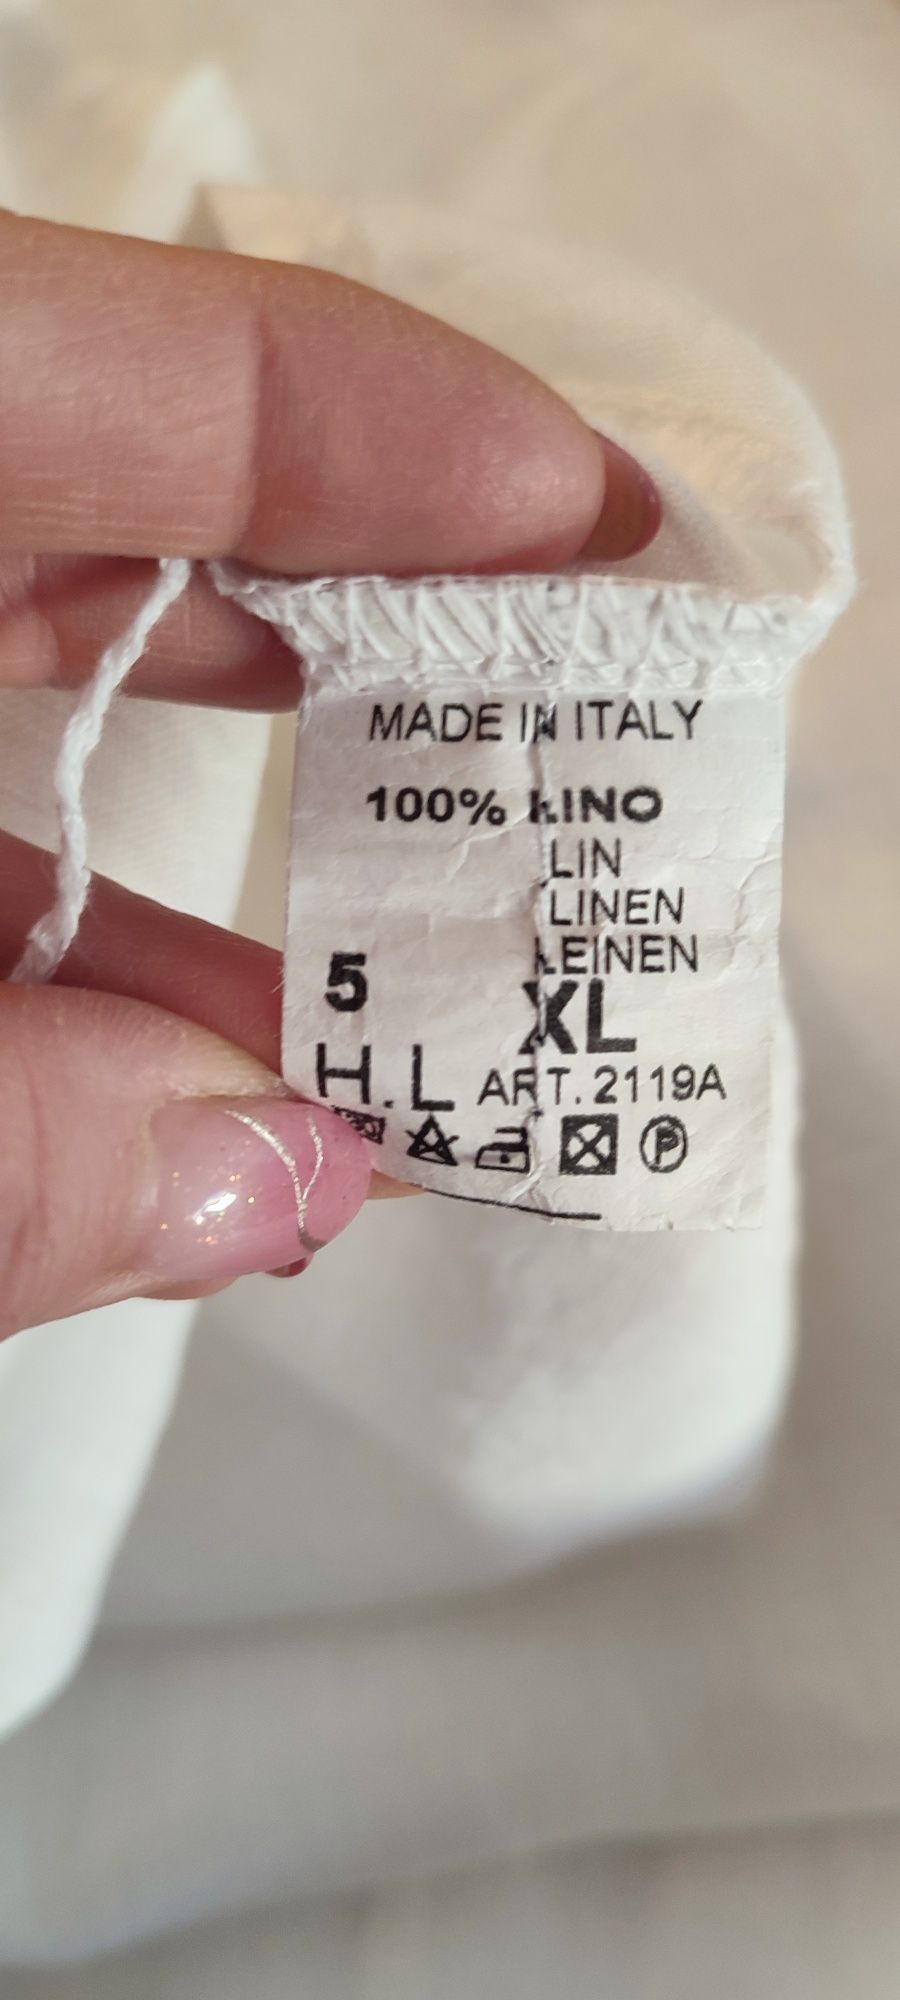 MADE IN ITALY
100% LINO
LIN
LINEN
LEINEN
5
XL
H.L ART.2119A
P